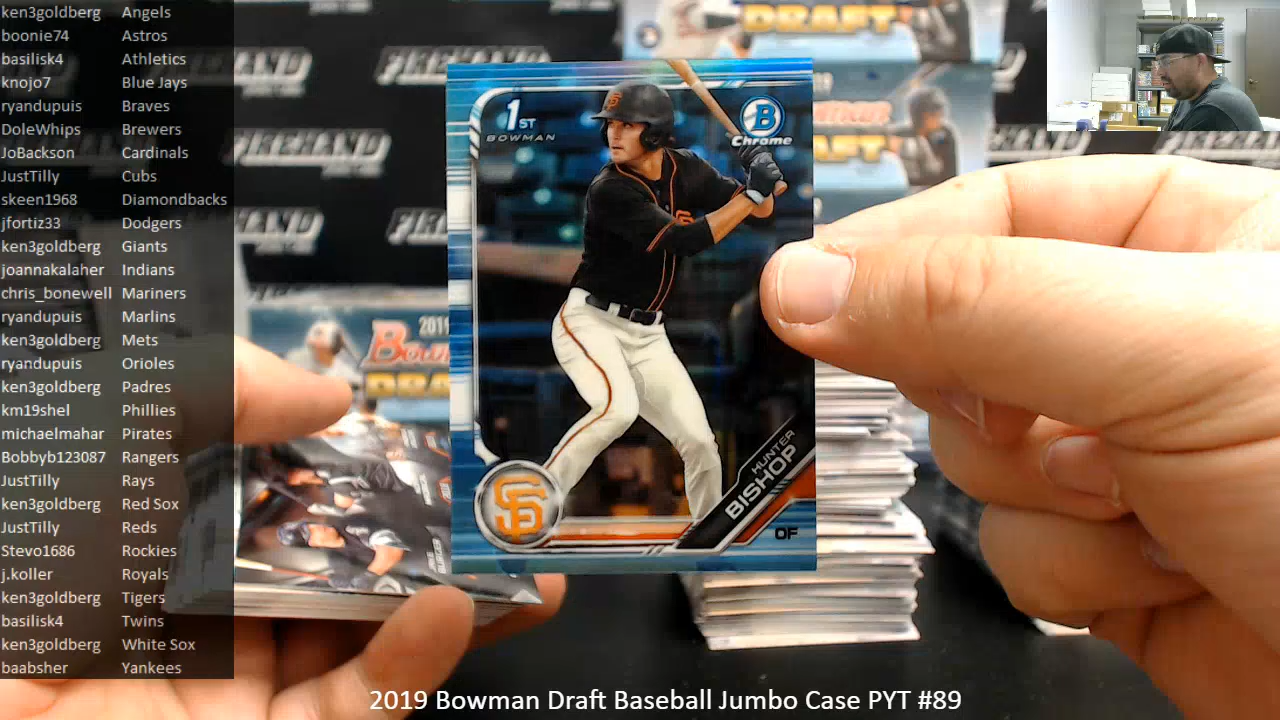 ken3goldberg Angels
boonie74 Astros
basilisk4 Athletics
knojo7 Blue Jays
ryandupuis Braves
DoleWhips Brewers
JoBackson Cardinals
JustTilly Cubs
skeen1968 Diamondbacks
jfortiz33 Dodgers
ken3goldberg Giants
joannakalaher Indians
chris_bonewell Mariners
ryandupuis Marlins
ken3goldberg Mets
ryandupuis Orioles
ken3goldberg Padres
km19shel Phillies
michaelmahar Pirates
Bobbyb123087 Rangers
JustTilly Rays
ken3goldberg Red Sox
JustTilly Reds
Stevo1686 Rockies
j.koller Royals
ken3goldberg Tigers
basilisk4 Twins
ken3goldberg White Sox
baabsher Yankees
1ST
BOWMAN
B
Chrome
SF
HUNTER
BISHOP
OF
DRAFT
FIREHAND
FIREHAND
2019 Bowman Draft Baseball Jumbo Case PYT #89